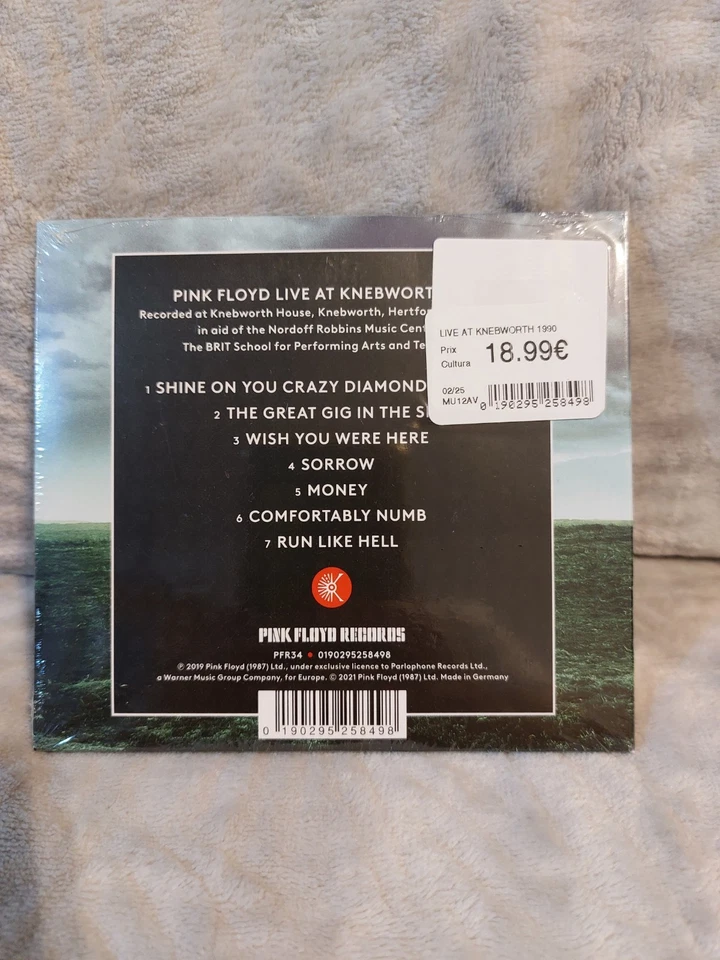 PINK FLOYD LIVE AT KNEBWORT
Recorded at Knebworth House, Knebworth, Hertfor
in aid of the Nordoff Robbins Music Cent
The BRIT School for Performing Arts and Te
LIVE AT KNEBWORTH 1990
Prix
Cultura
18.99€
02/25
MU12AV
0 190295 258498
1 SHINE ON YOU CRAZY DIAMOND
2 THE GREAT GIG IN THE S
3 WISH YOU WERE HERE
4 SORROW
5 MONEY
6 COMFORTABLY NUMB
7 RUN LIKE HELL
PINK FLOYD RECORDS
PFR34 • 0190295258498
℗ 2019 Pink Floyd (1987) Ltd., under exclusive licence to Parlophone Records Ltd.,
a Warner Music Group Company, for Europe. © 2021 Pink Floyd (1987) Ltd. Made in Germany
0 190295 258498